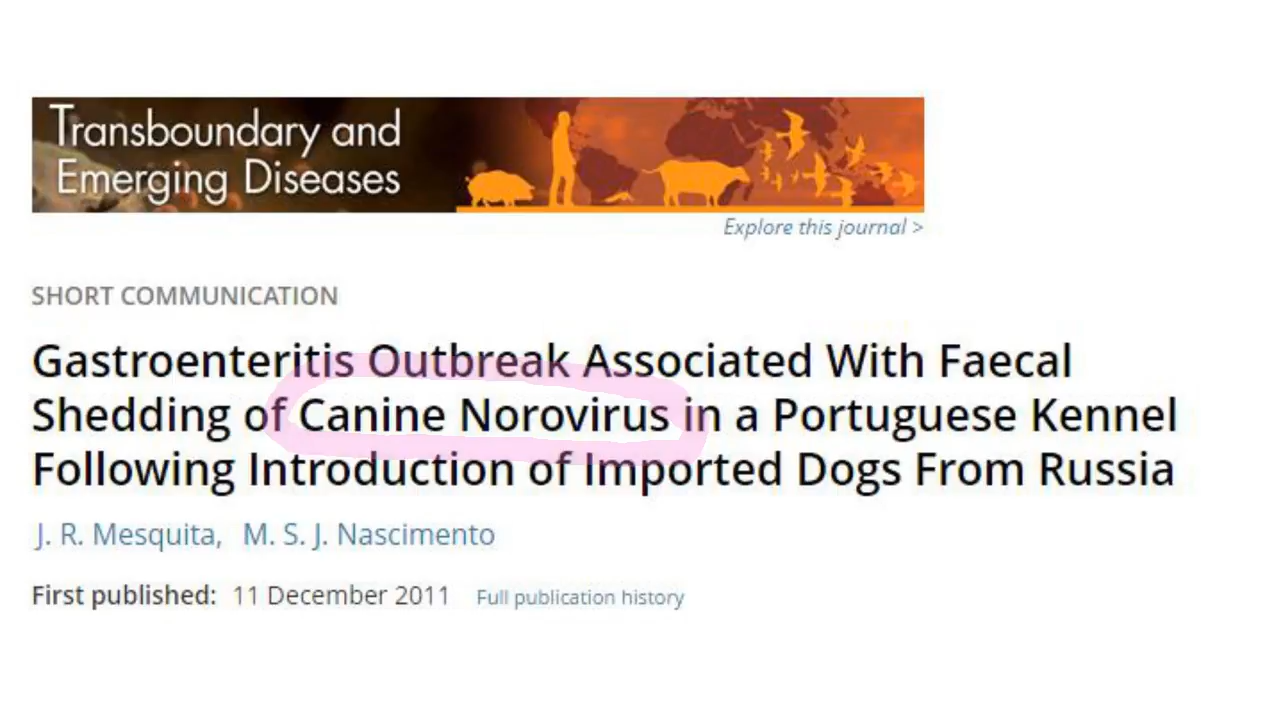 Transboundary and
Emerging Diseases
Explore this journal >
SHORT COMMUNICATION
Gastroenteritis Outbreak Associated With Faecal
Shedding of Canine Norovirus in a Portuguese Kennel
Following Introduction of Imported Dogs From Russia
J. R. Mesquita, M. S. J. Nascimento
First published: 11 December 2011 Full publication history